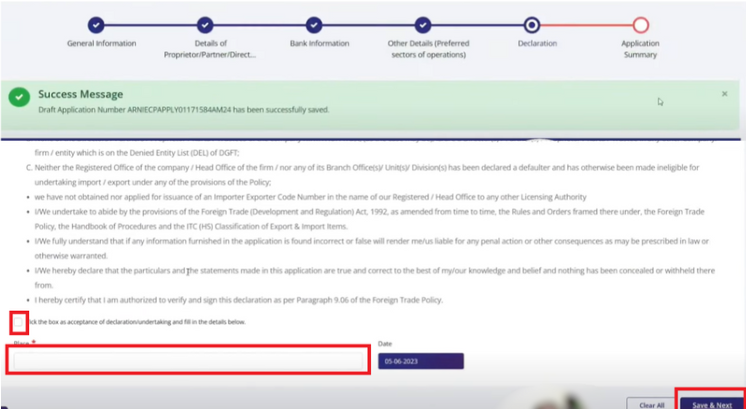 General Information
Details of
Proprietor/Partner/Direct...
Bank Information
Other Details (Preferred
sectors of operations)
Declaration
Application
Summary
Success Message
Draft Application Number ARNIECPAPPLY01171584AM24 has been successfully saved.
firm / entity which is on the Denied Entity List (DEL) of DGFT;
C. Neither the Registered Office of the company / Head Office of the firm / nor any of its Branch Office(s)/ Unit(s)/ Division(s) has been declared a defaulter and has otherwise been made ineligible for
undertaking import / export under any of the provisions of the Policy;
• we have not obtained nor applied for issuance of an Importer Exporter Code Number in the name of our Registered / Head Office to any other Licensing Authority
• I/We undertake to abide by the provisions of the Foreign Trade (Development and Regulation) Act, 1992, as amended from time to time, the Rules and Orders framed there under, the Foreign Trade
Policy, the Handbook of Procedures and the ITC (HS) Classification of Export & Import Items.
• I/We fully understand that if any information furnished in the application is found incorrect or false will render me/us liable for any penal action or other consequences as may be prescribed in law or
otherwise warranted.
• I/We hereby declare that the particulars and the statements made in this application are true and correct to the best of my/our knowledge and belief and nothing has been concealed or withheld there
from.
• I hereby certify that I am authorized to verify and sign this declaration as per Paragraph 9.06 of the Foreign Trade Policy.
ick the box as acceptance of declaration/undertaking and fill in the details below.
Place *
Date
05-06-2023
Clear All
Save & Next